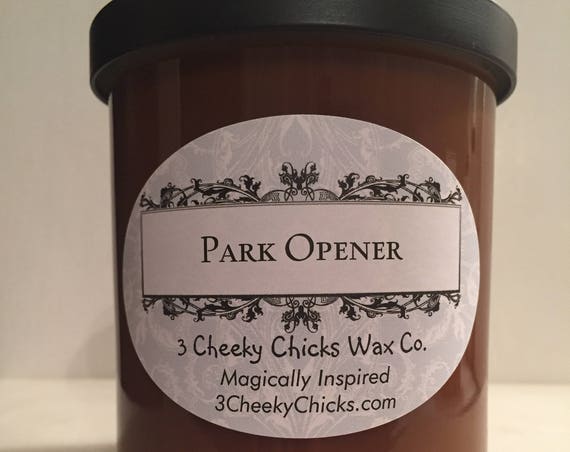 Park Opener
3 Cheeky Chicks Wax Co.
Magically Inspired
3CheekyChicks.com